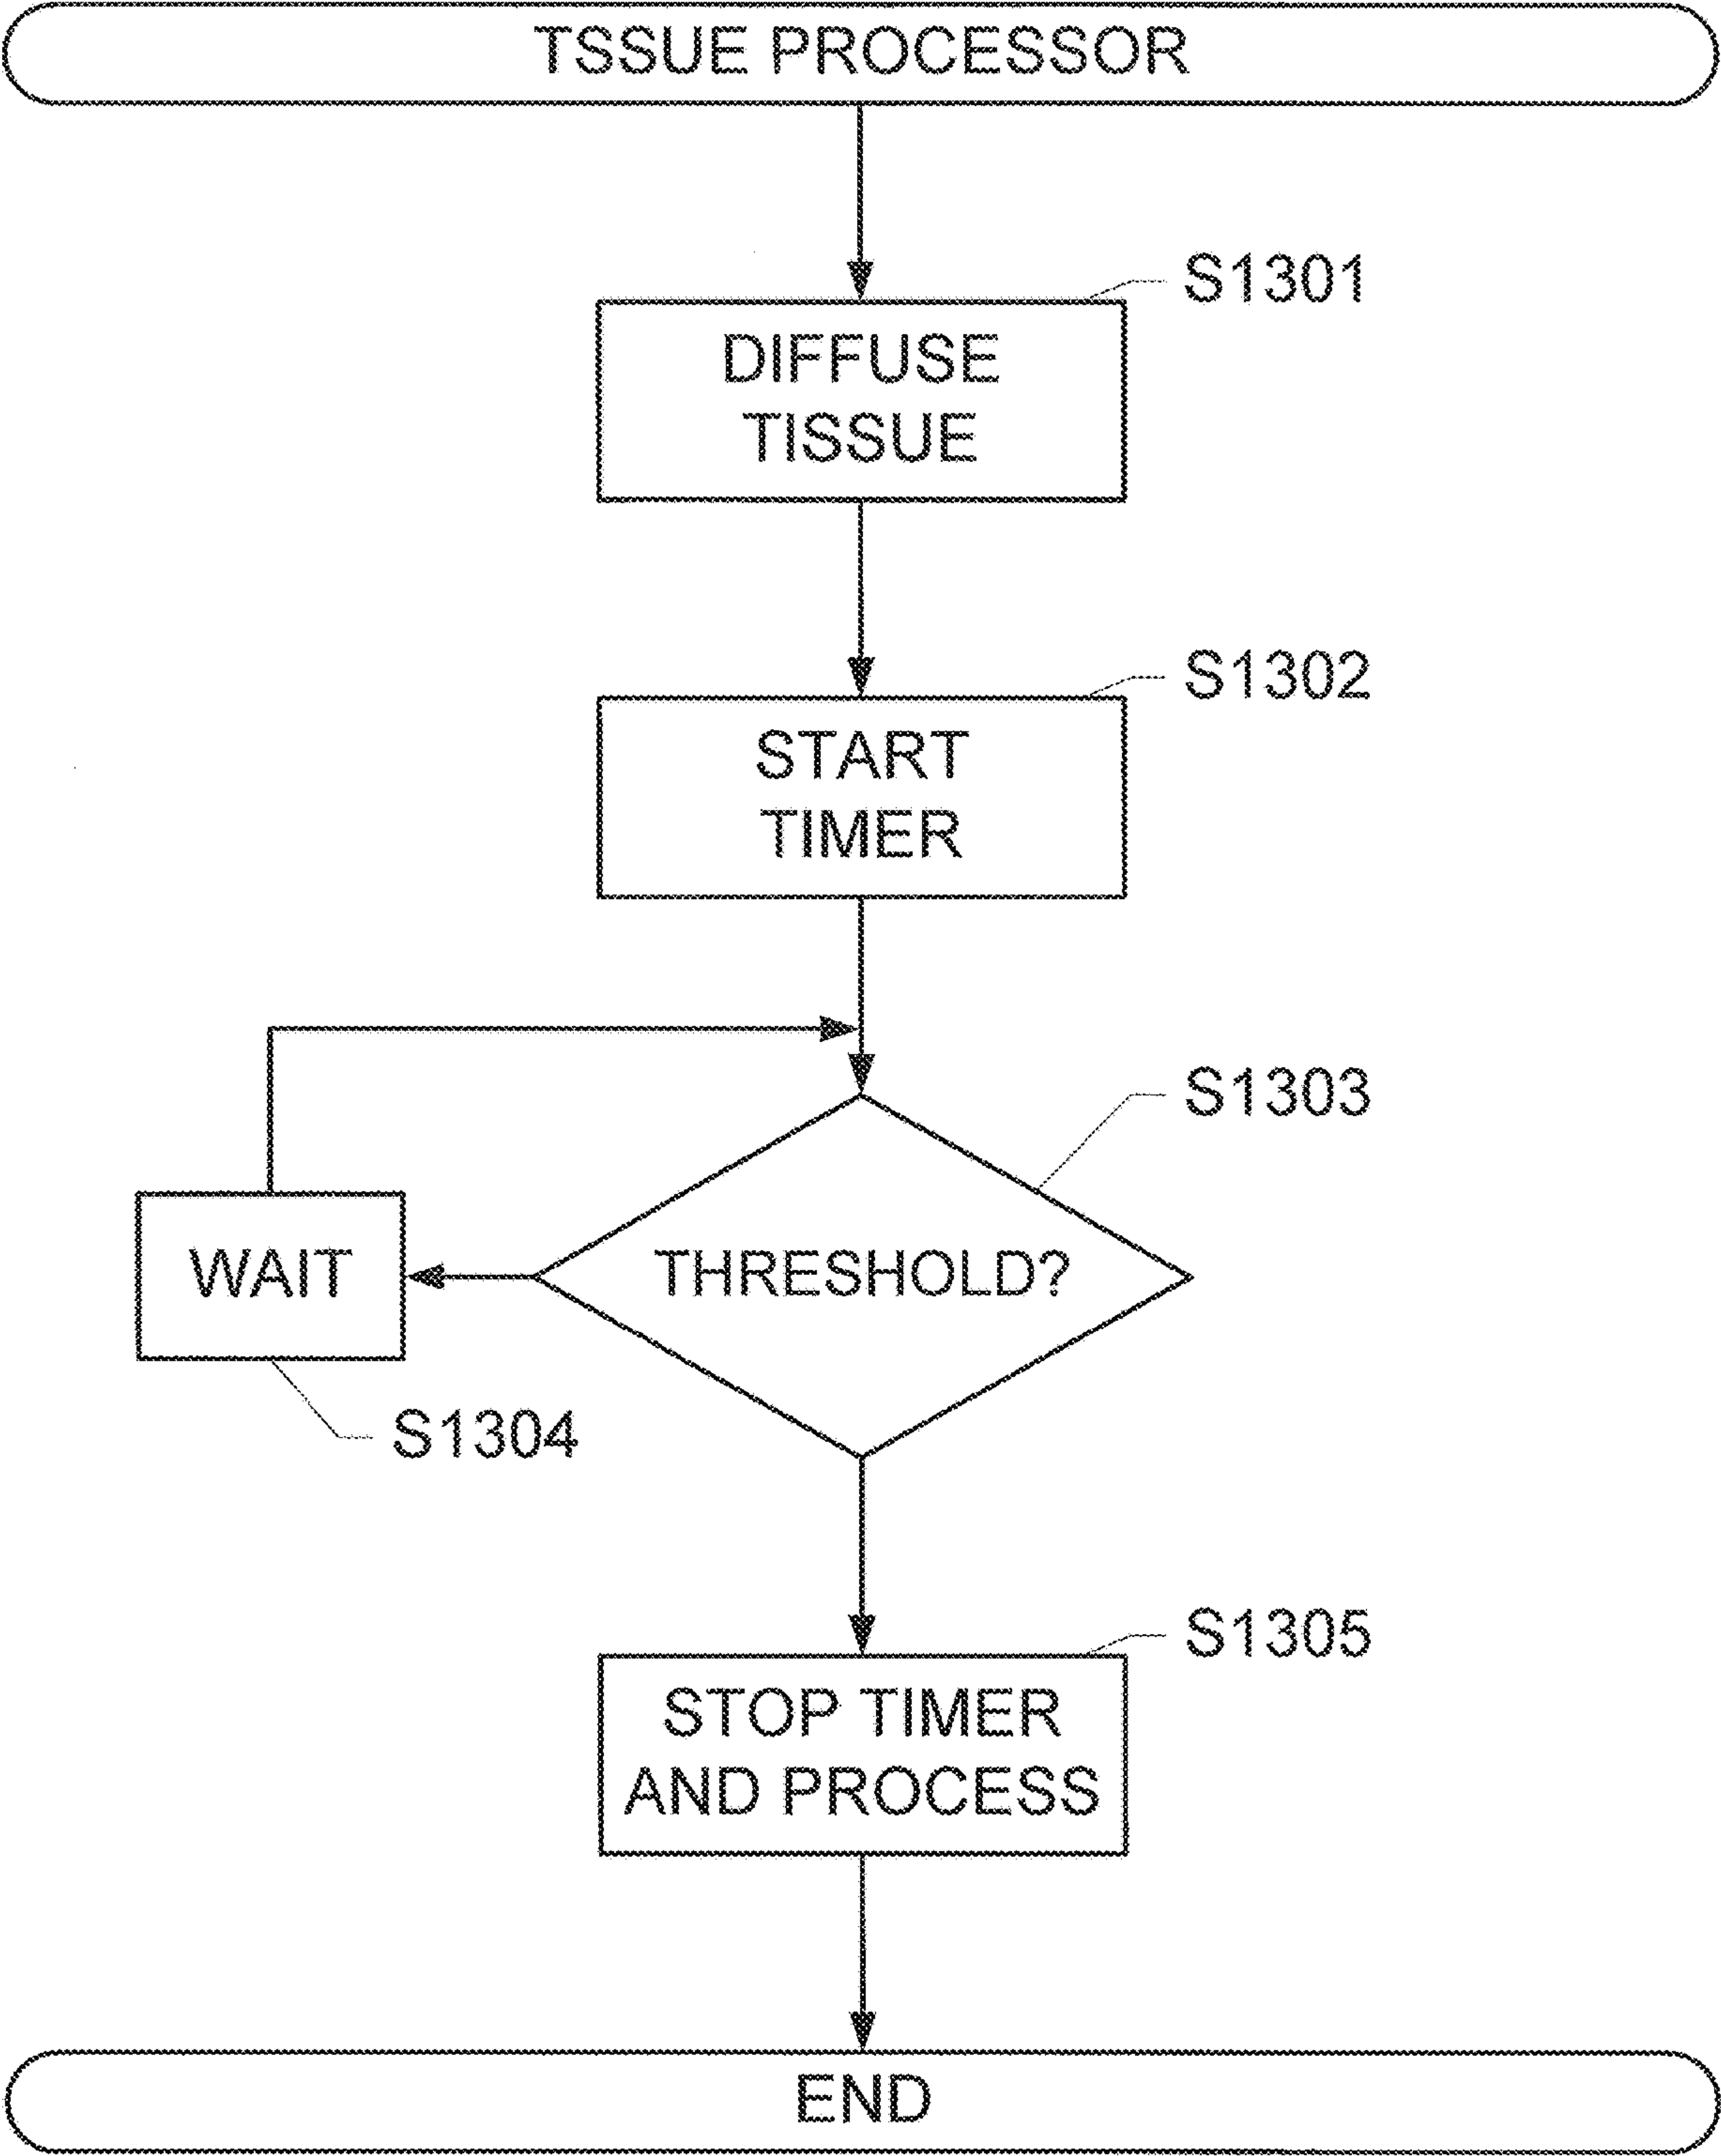 TSSUE PROCESSOR
S1301
DIFFUSE
TISSUE
S1302
START
TIMER
S1303
THRESHOLD?
WAIT
S1304
S1305
STOP TIMER
AND PROCESS
END